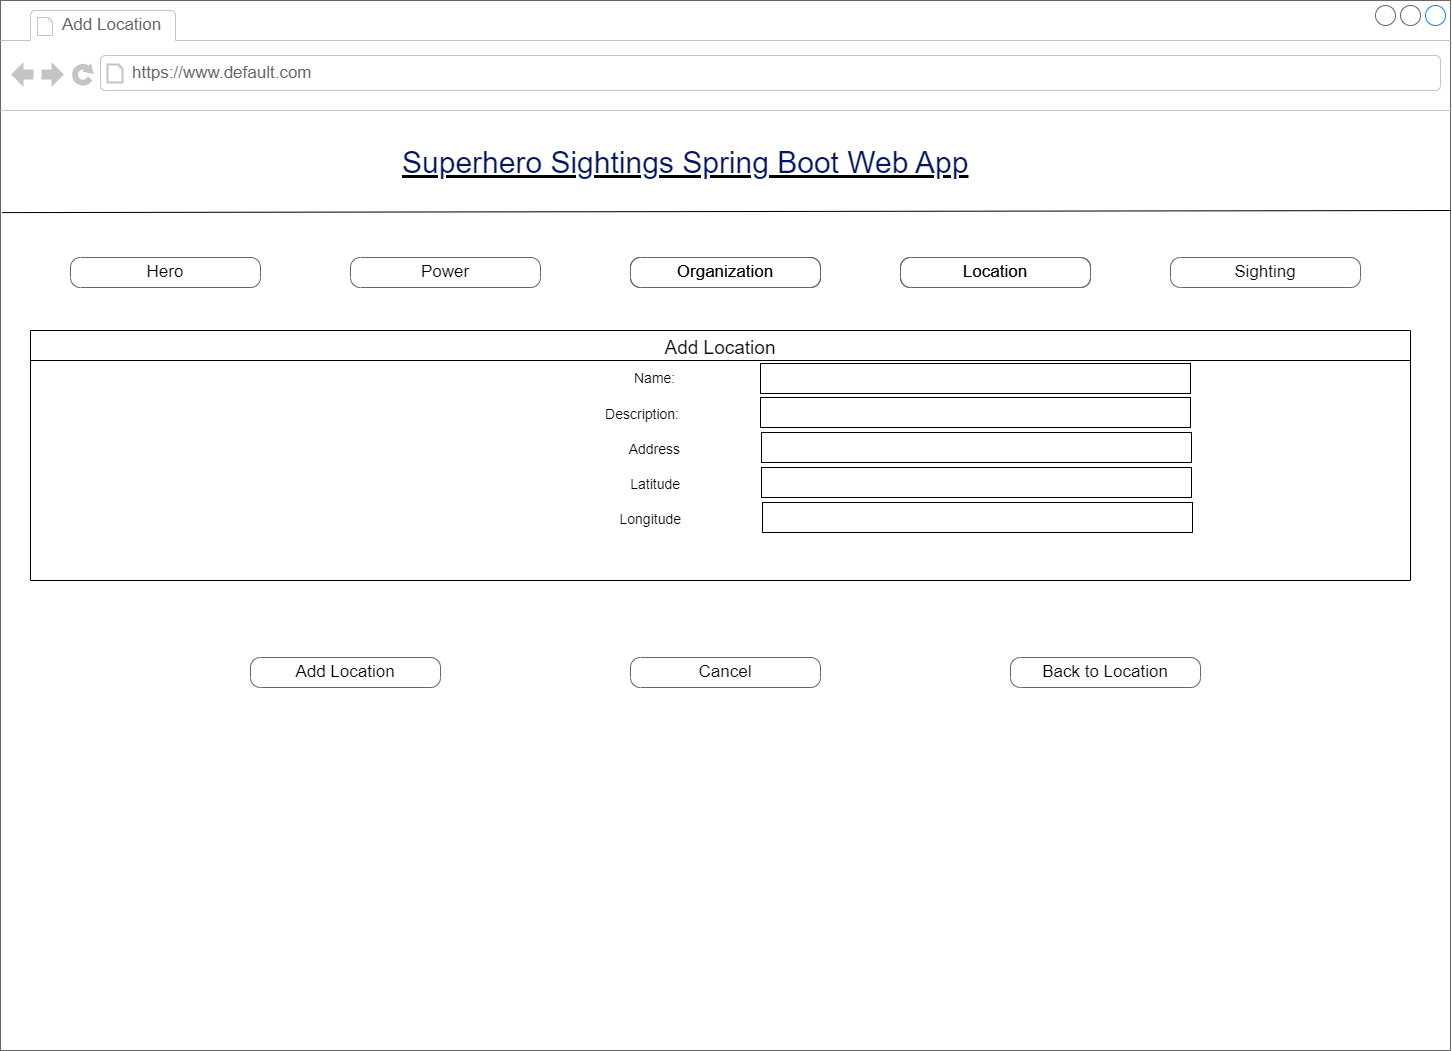 Add Location
https://www.default.com
Superhero Sightings Spring Boot Web App
Hero Power Organization Location Sighting
Add Location
Name:
Description:
Address
Latitude
Longitude
Add Location Cancel Back to Location